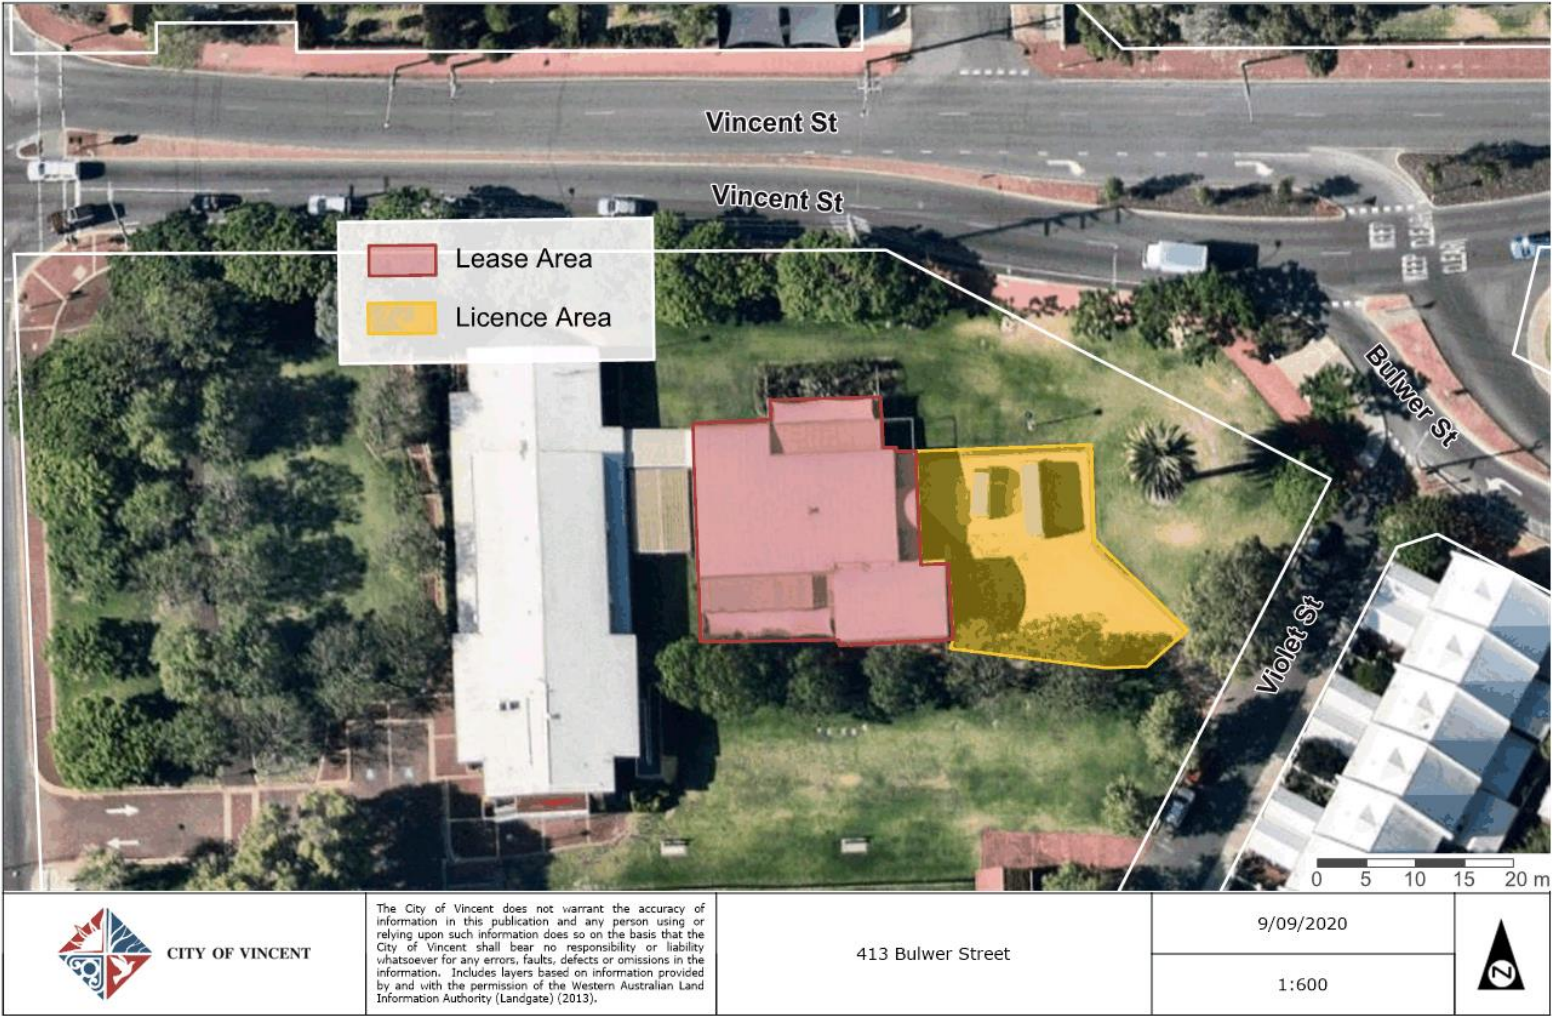 Vincent St
Vincent St
Lease Area
Licence Area
KEEP
CLEAR
KEEP
CLEAR
Bulwer St
Violet St
0 5 10 15 20 m
CITY OF VINCENT
The City of Vincent does not warrant the accuracy of
information in this publication and any person using or
relying upon such information does so on the basis that the
City of Vincent shall bear no responsibility or liability
whatsoever for any errors, faults, defects or omissions in the
information. Includes layers based on information provided
by and with the permission of the Western Australian Land
Information Authority (Landgate) (2013).
413 Bulwer Street
9/09/2020
1:600
N